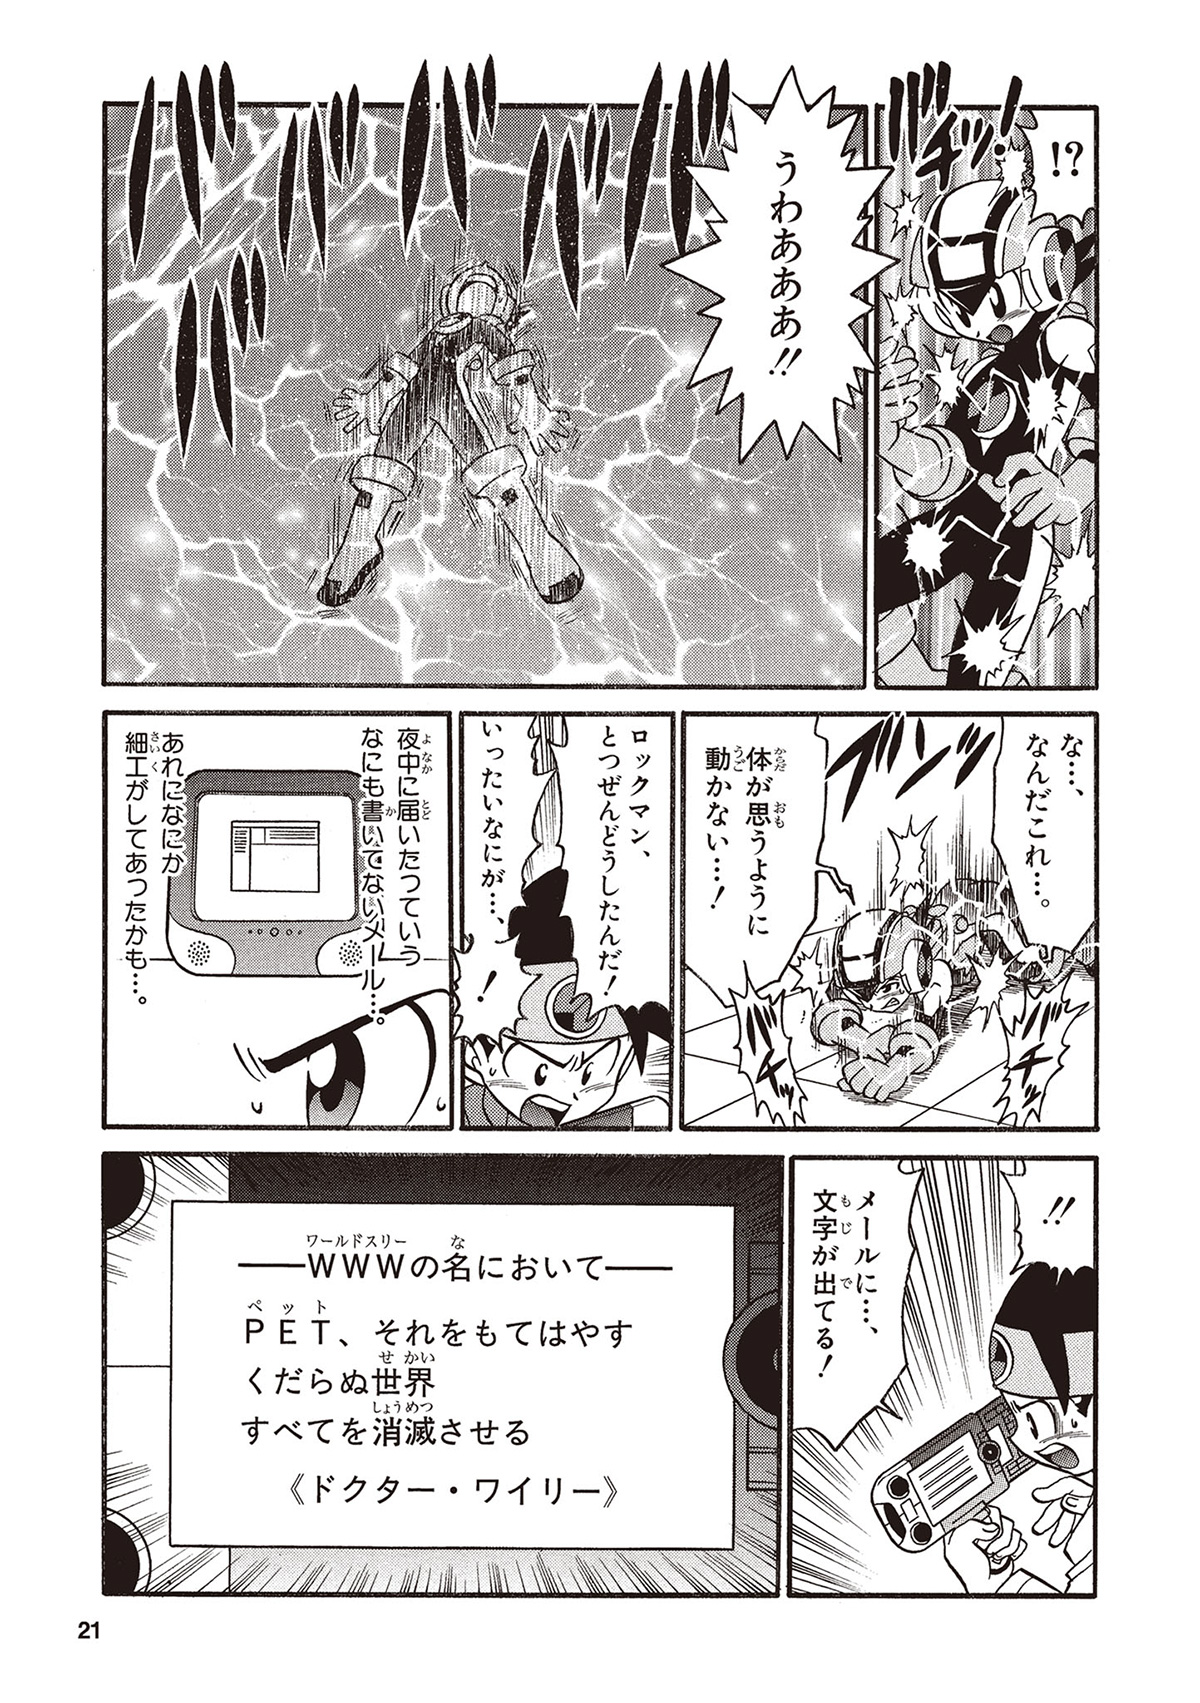 !?
バチッ!
うわあああ!!
バババババババ
な…、
なんだこれ…。
体が思うように
動かない…!
ブンッ
バチ
バチ
ロックマン、
とつぜんどうしたんだ!
いったいなにが…、
!
夜中に届いたっていう
なにも書いてないメール…。
あれになにか
細工がしてあったかも…。
!!
メールに…、
文字が出てる!
──WWWの名において──
PET、それをもてはやす
くだらぬ世界
すべてを消滅させる
《ドクター・ワイリー》
21